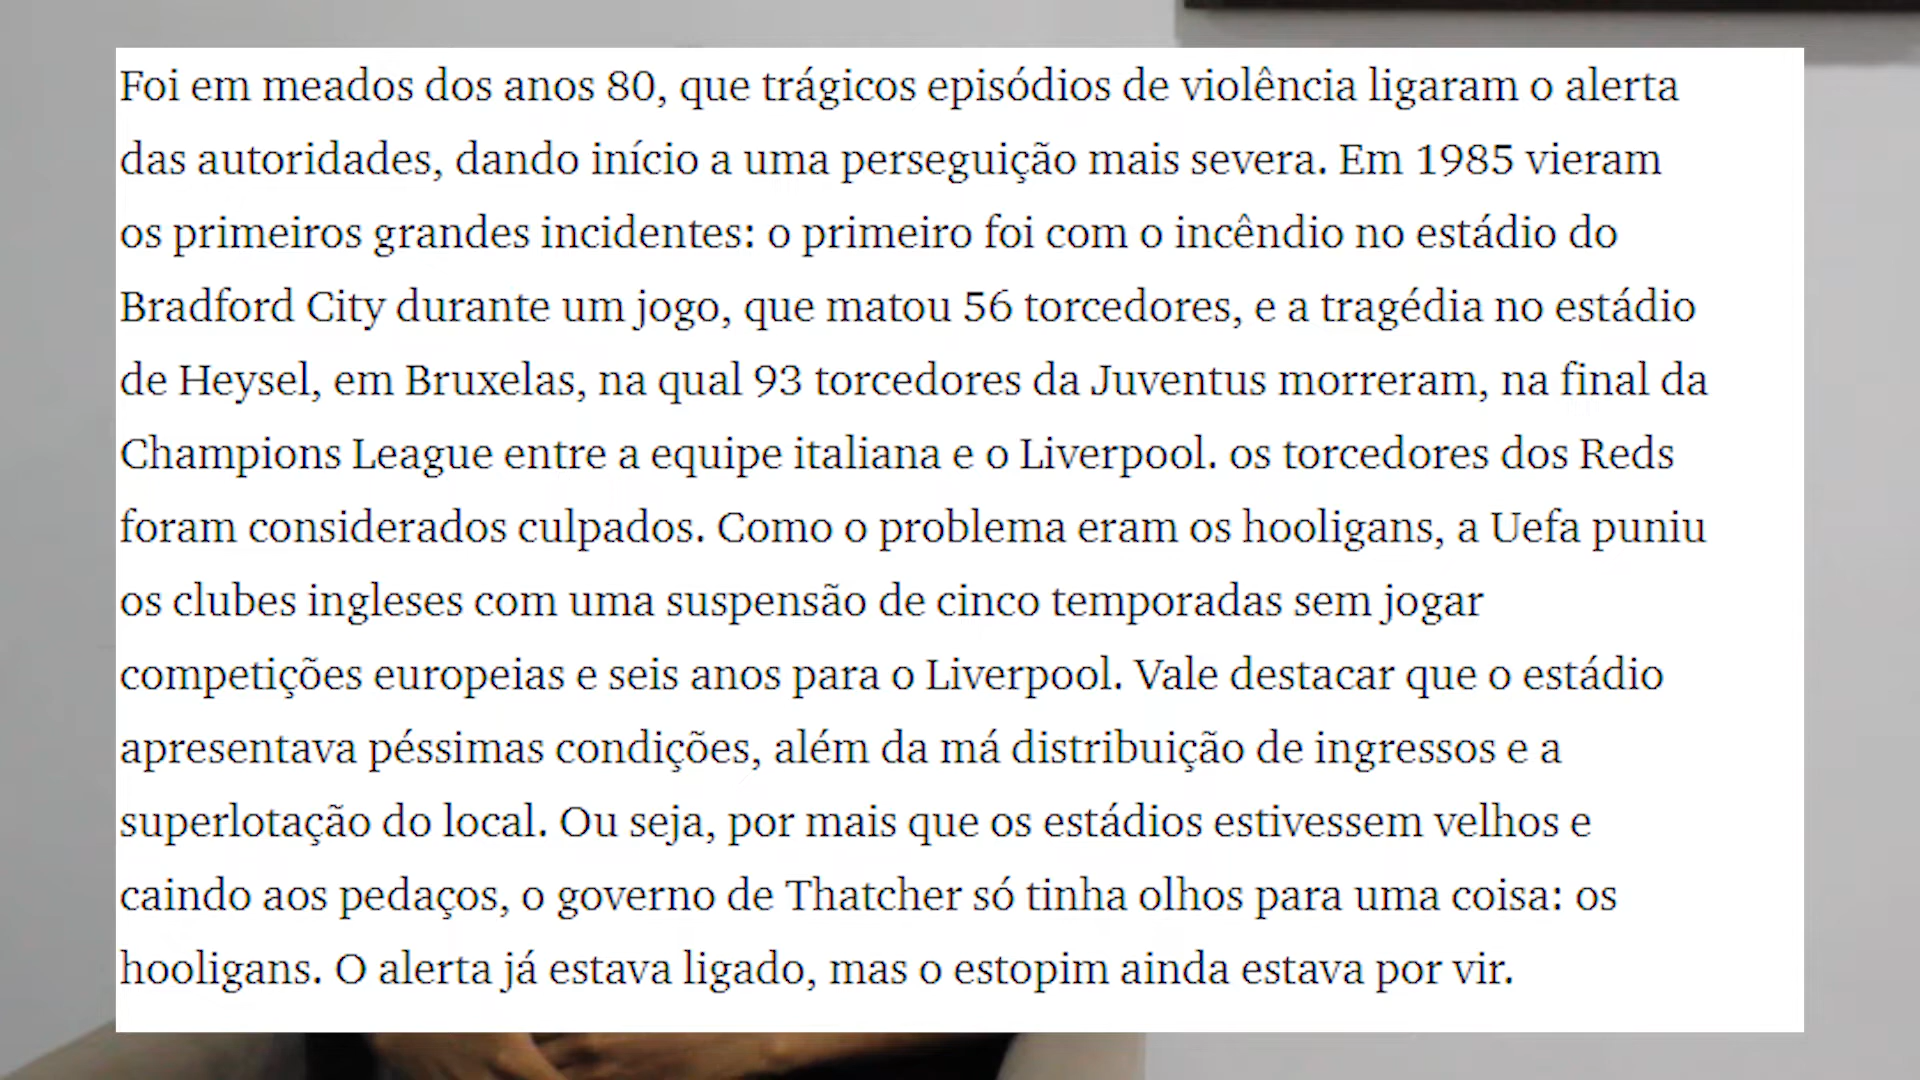 Foi em meados dos anos 80, que trágicos episódios de violência ligaram o alerta
das autoridades, dando início a uma perseguição mais severa. Em 1985 vieram
os primeiros grandes incidentes: o primeiro foi com o incêndio no estádio do
Bradford City durante um jogo, que matou 56 torcedores, e a tragédia no estádio
de Heysel, em Bruxelas, na qual 93 torcedores da Juventus morreram, na final da
Champions League entre a equipe italiana e o Liverpool. os torcedores dos Reds
foram considerados culpados. Como o problema eram os hooligans, a Uefa puniu
os clubes ingleses com uma suspensão de cinco temporadas sem jogar
competições europeias e seis anos para o Liverpool. Vale destacar que o estádio
apresentava péssimas condições, além da má distribuição de ingressos e a
superlotação do local. Ou seja, por mais que os estádios estivessem velhos e
caindo aos pedaços, o governo de Thatcher só tinha olhos para uma coisa: os
hooligans. O alerta já estava ligado, mas o estopim ainda estava por vir.